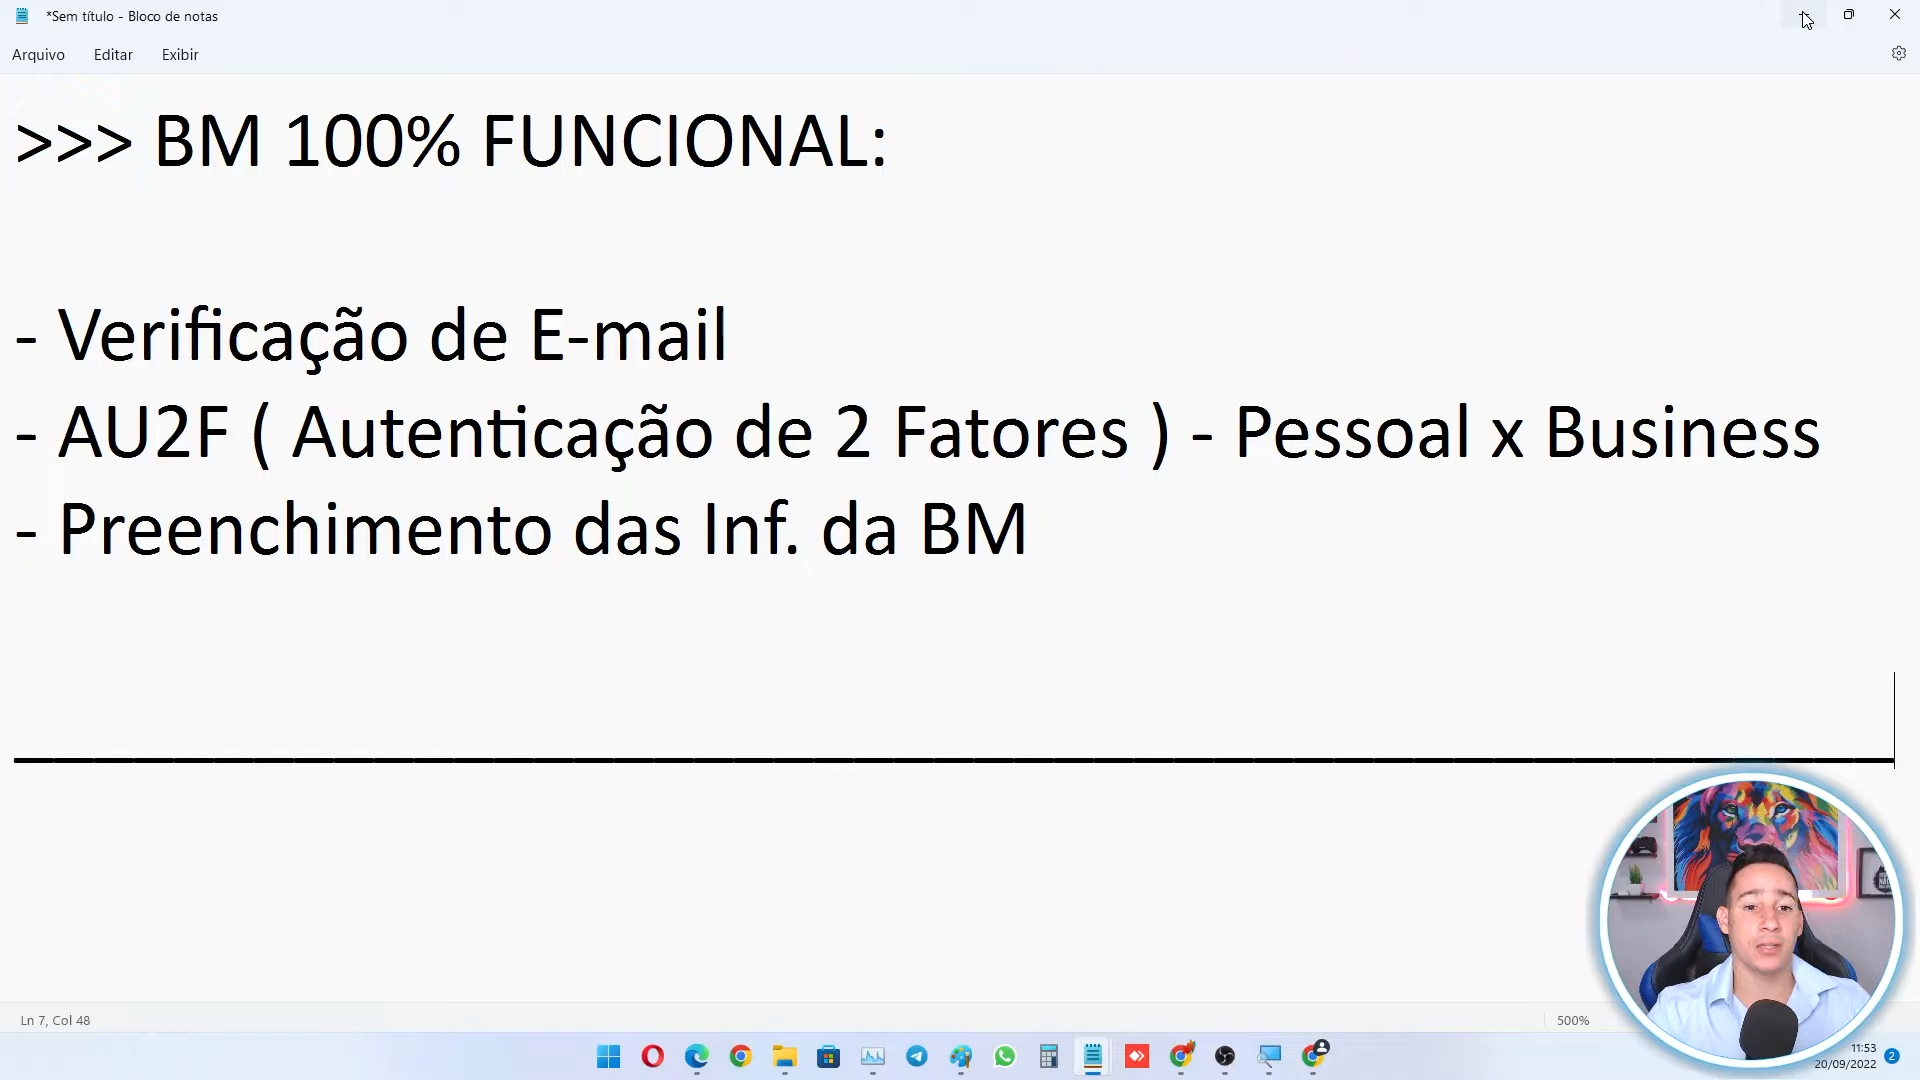 *Sem título - Bloco de notas
Arquivo Editar Exibir
>>> BM 100% FUNCIONAL:
- Verificação de E-mail
- AU2F ( Autenticação de 2 Fatores ) - Pessoal x Business
- Preenchimento das Inf. da BM
Ln 7, Col 48
500%
11:53
20/09/2022
2